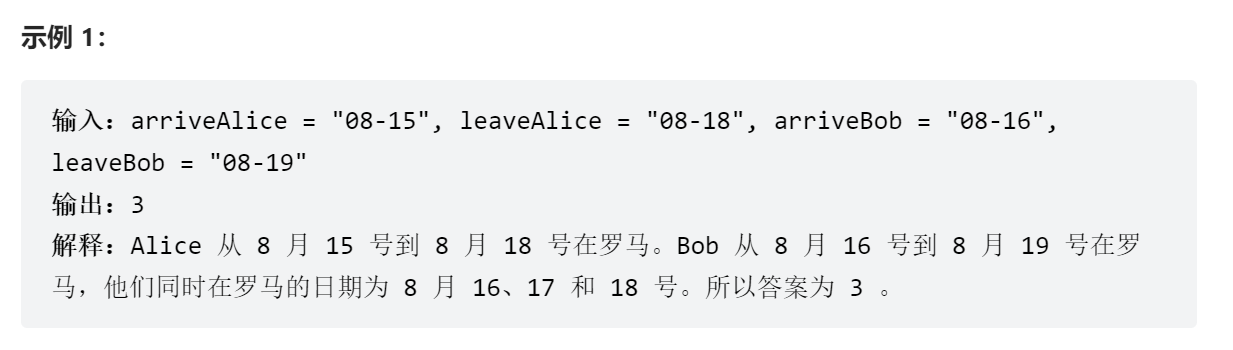 示例 1：
输入：arriveAlice = "08-15", leaveAlice = "08-18", arriveBob = "08-16",
leaveBob = "08-19"
输出：3
解释：Alice 从 8 月 15 号到 8 月 18 号在罗马。Bob 从 8 月 16 号到 8 月 19 号在罗
马，他们同时在罗马的日期为 8 月 16、17 和 18 号。所以答案为 3 。